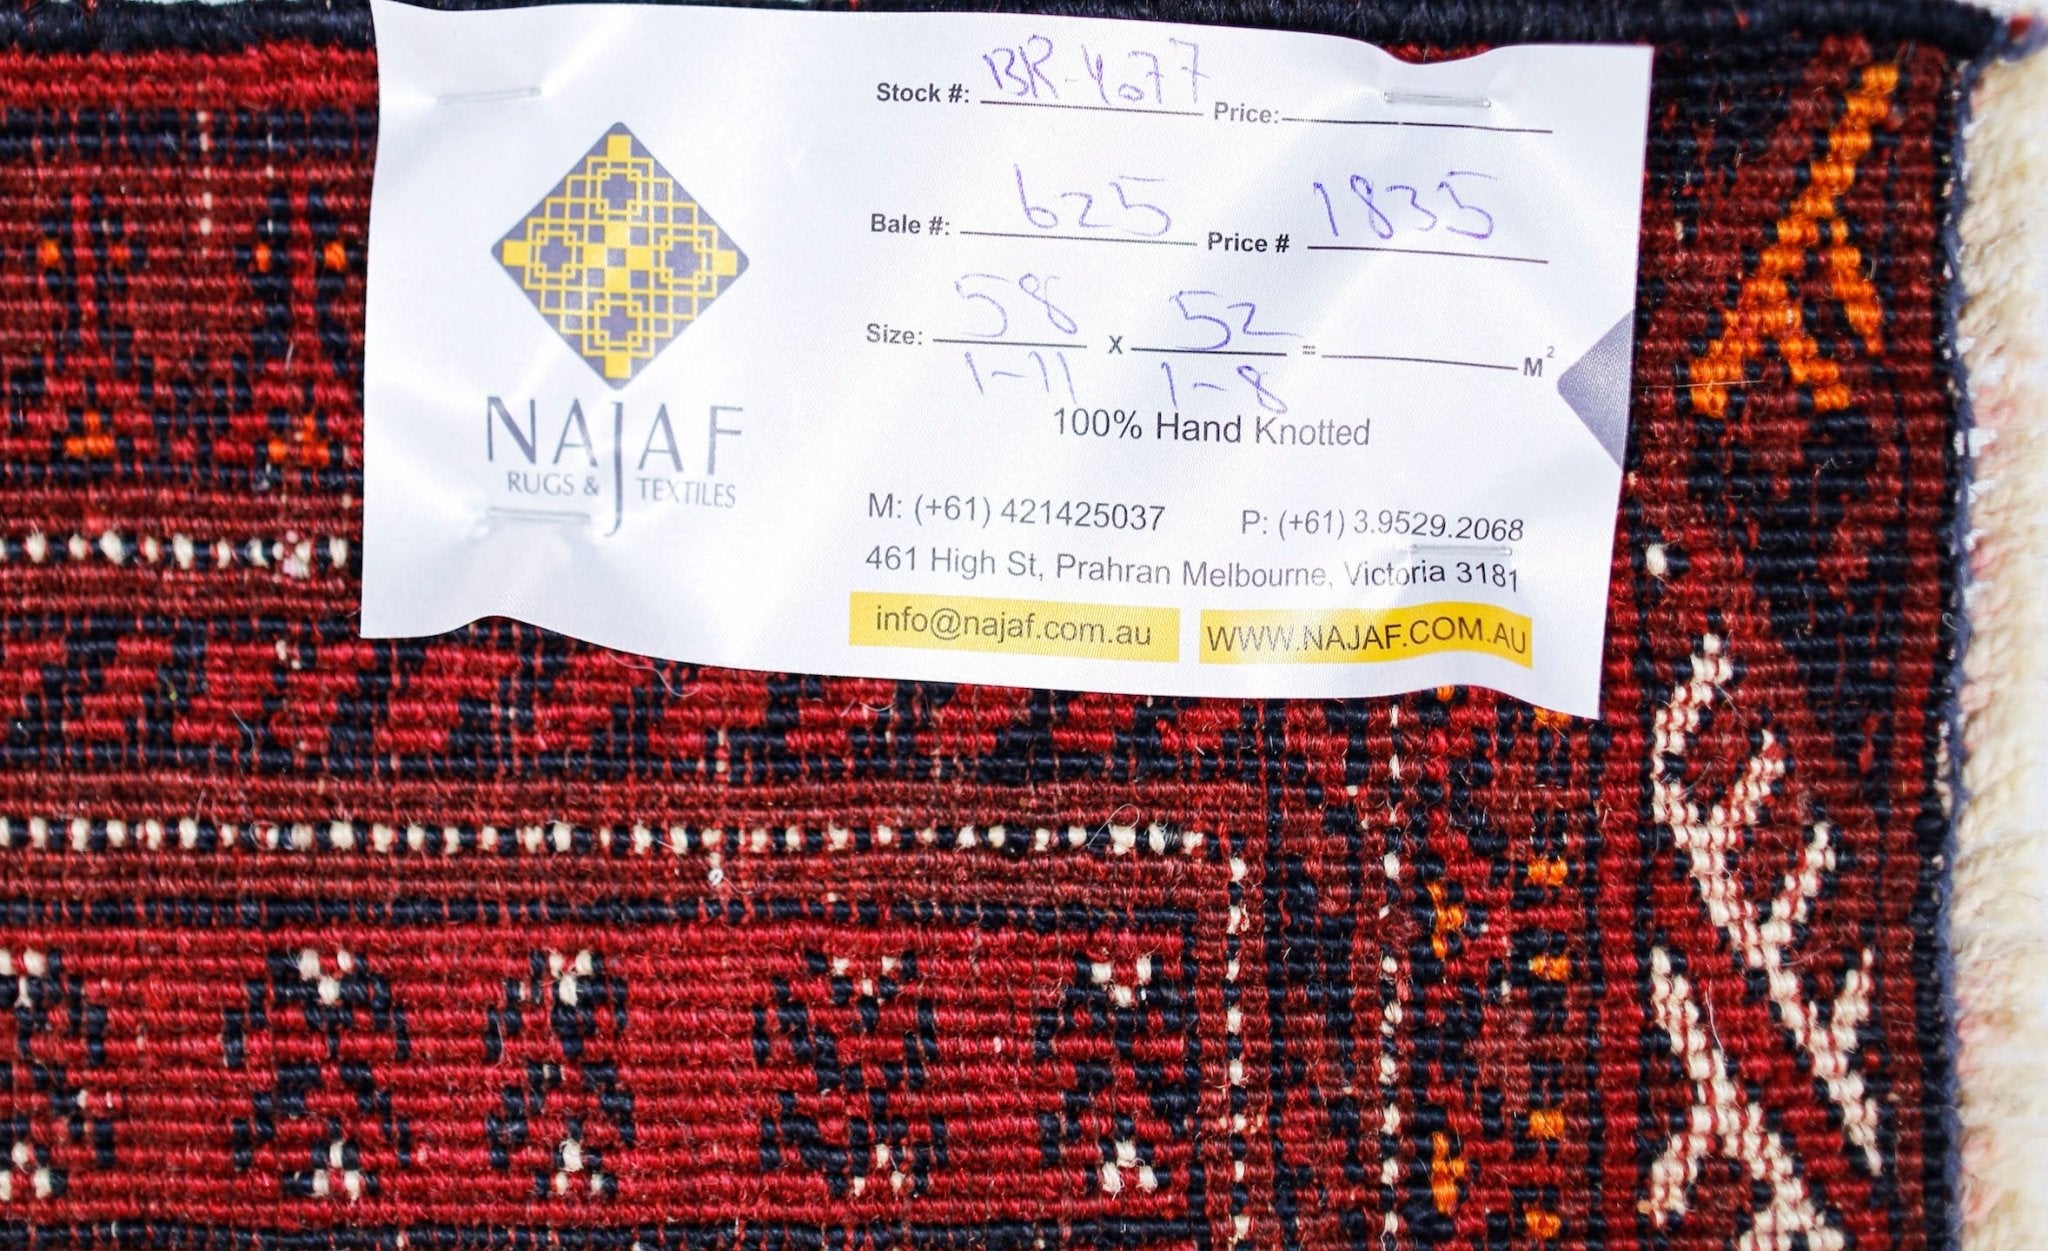 Stock #: BR-4077 Price:
Bale #: 625 Price # 1835
Size: 58 x 52 = M²
1-11 1-8
100% Hand Knotted
NAJAF
RUGS & TEXTILES
M: (+61) 421425037 P: (+61) 3.9529.2068
461 High St, Prahran Melbourne, Victoria 3181
info@najaf.com.au WWW.NAJAF.COM.AU